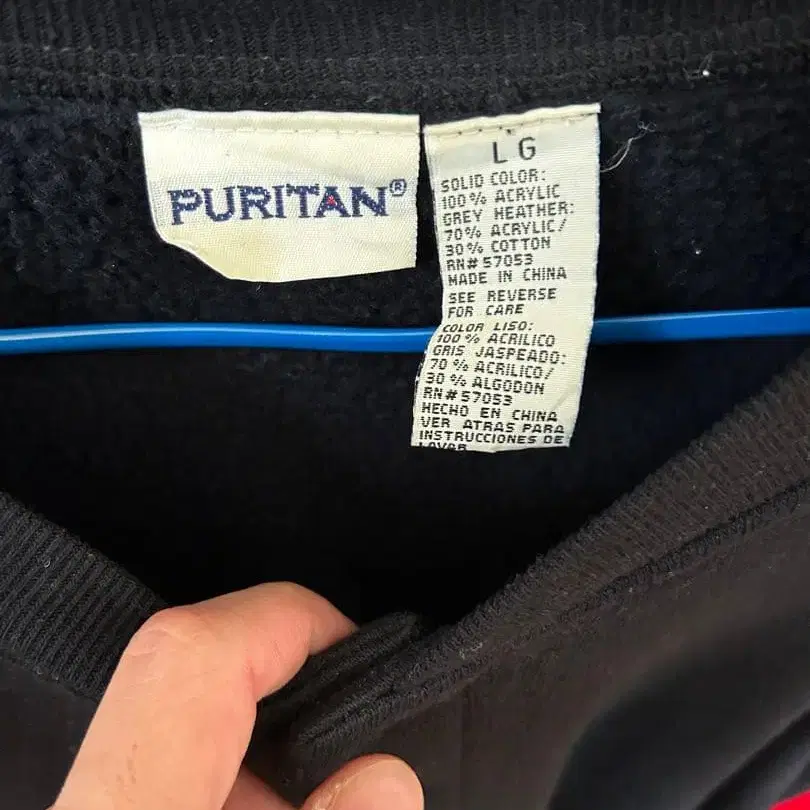 PURITAN®
LG
SOLID COLOR:
100% ACRYLIC
GREY HEATHER:
70% ACRYLIC/
30% COTTON
RN# 57053
MADE IN CHINA
SEE REVERSE
FOR CARE
COLOR LISO:
100% ACRILICO
GRIS JASPEADO:
70% ACRILICO/
30% ALGODON
RN# 57053
HECHO EN CHINA
VER ATRAS PARA
INSTRUCCIONES DE
LAVAR